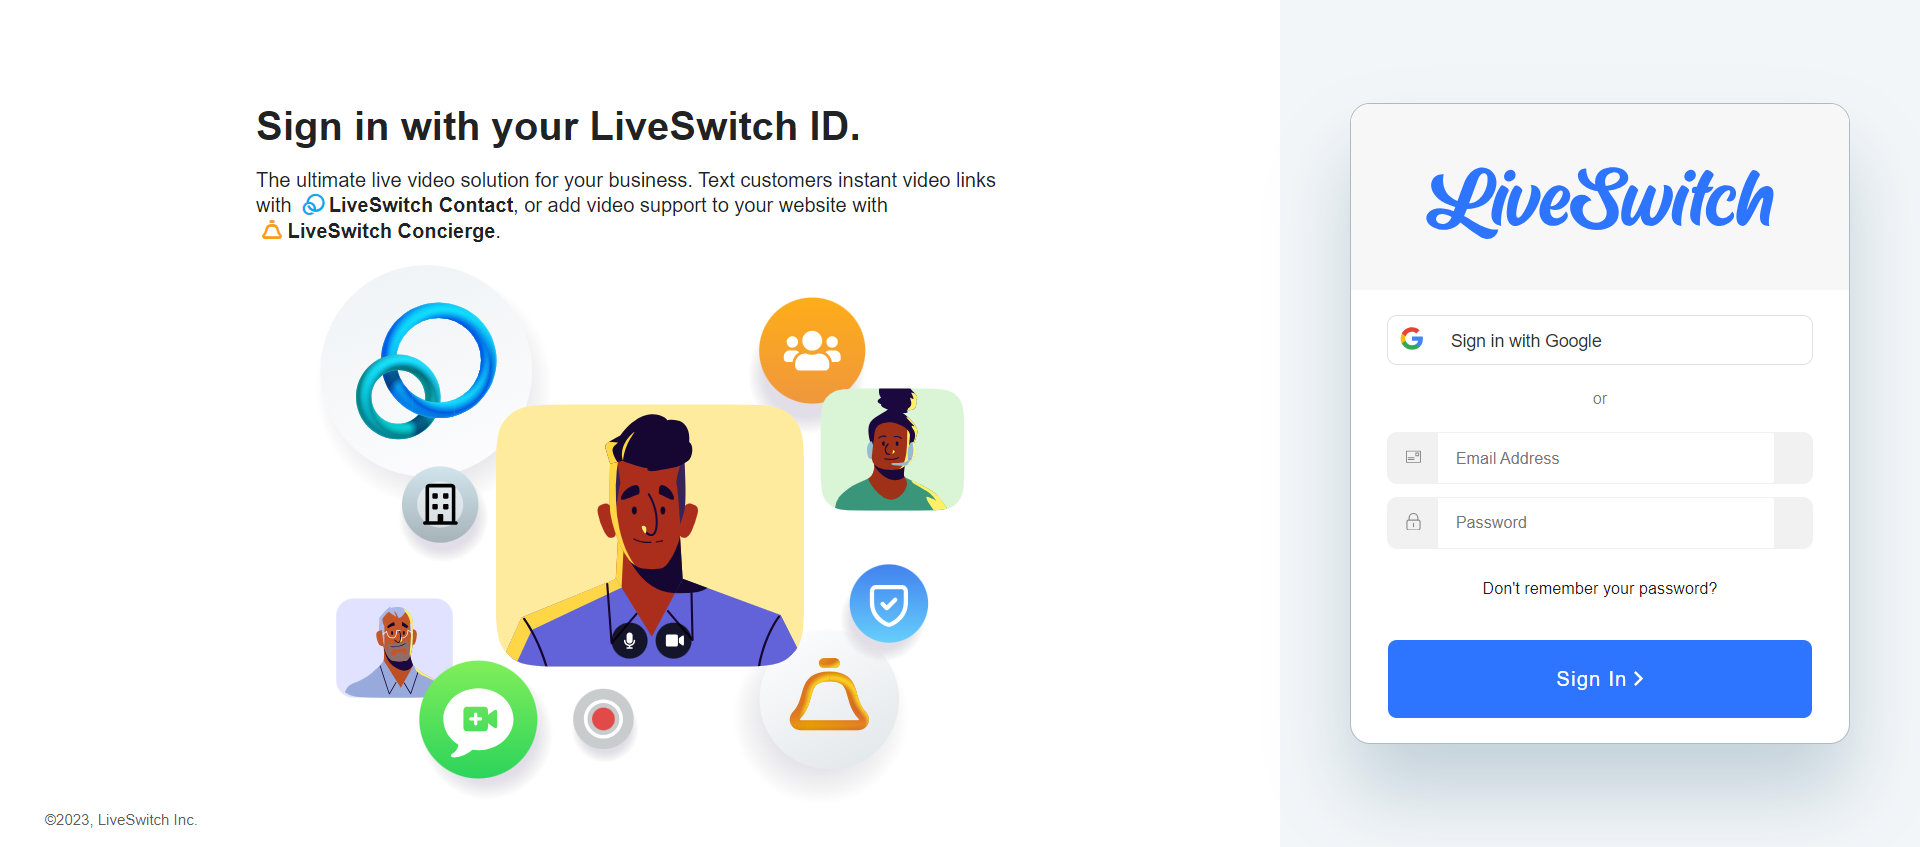 Sign in with your LiveSwitch ID.
The ultimate live video solution for your business. Text customers instant video links
with LiveSwitch Contact, or add video support to your website with
LiveSwitch Concierge.
©2023, LiveSwitch Inc.
LiveSwitch
Sign in with Google
or
Email Address
Password
Don't remember your password?
Sign In